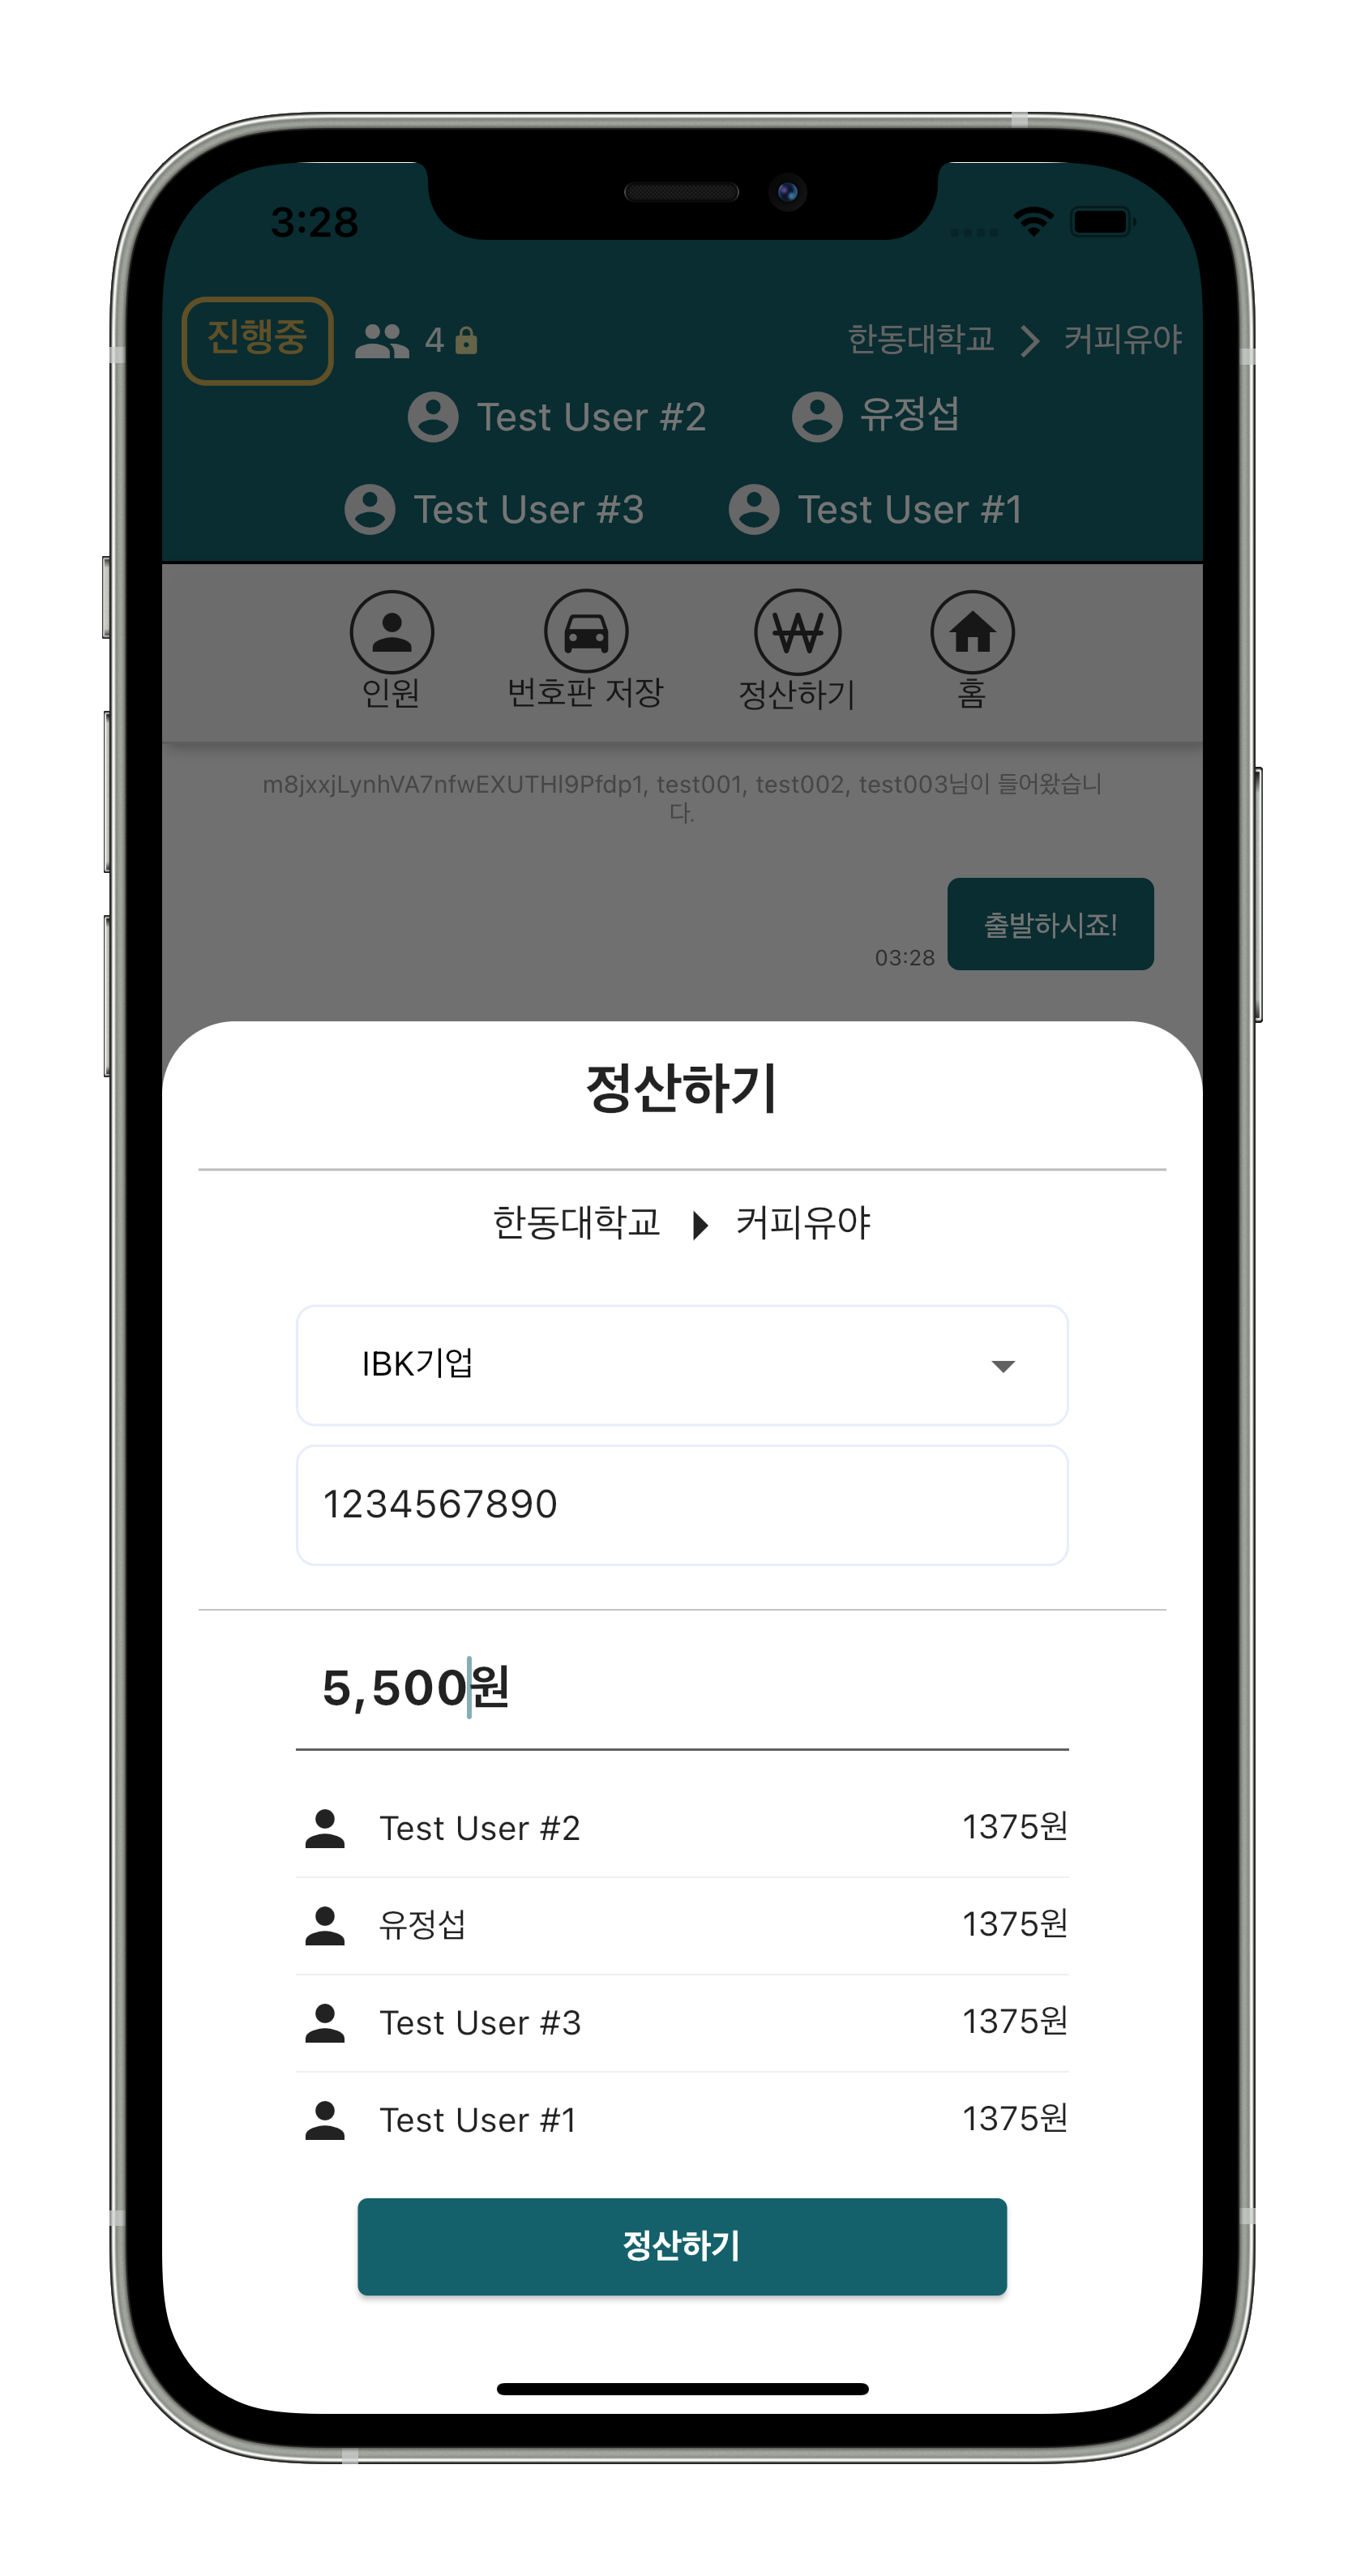 3:28
진행중 4 한동대학교 커피유야
Test User #2 유정섭
Test User #3 Test User #1
인원 번호판 저장 정산하기 홈
m8jxxjLynhVA7nfwEXUTHl9Pfdp1, test001, test002, test003님이 들어왔습니
다.
출발하시죠!
03:28
정산하기
한동대학교 커피유야
IBK기업
1234567890
5,500원
Test User #2 1375원
유정섭 1375원
Test User #3 1375원
Test User #1 1375원
정산하기